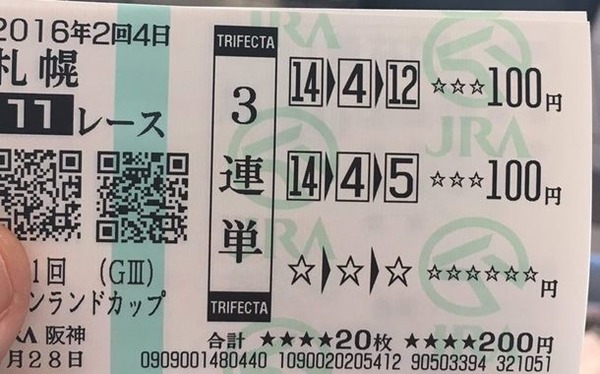 2016年2回4日
札幌
11レース
1回 (GIII)
ンランドカップ
RA 阪神
月28日
TRIFECTA
3連単
TRIFECTA
14▶4▶12 ☆☆☆100円
14▶4▶5 ☆☆☆100円
☆▶☆▶☆ ☆☆☆☆☆☆円
合計 ★★★★20枚 ★★★★200円
0909001480440 1090020205412 90503394 321051
JRA
JRA
JRA
JRA